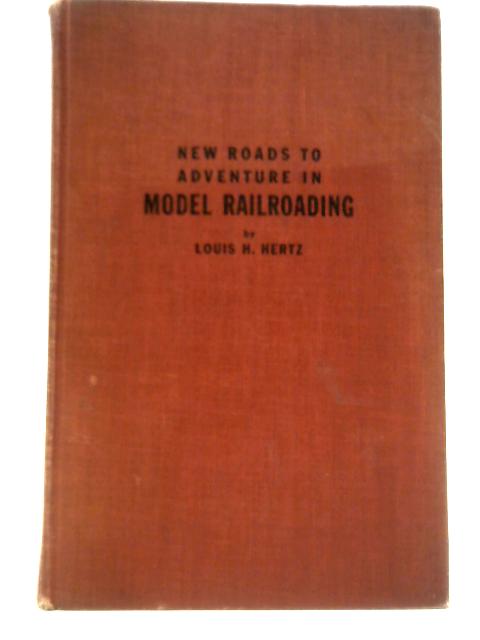 NEW ROADS TO
ADVENTURE IN
MODEL RAILROADING
by
LOUIS H. HERTZ